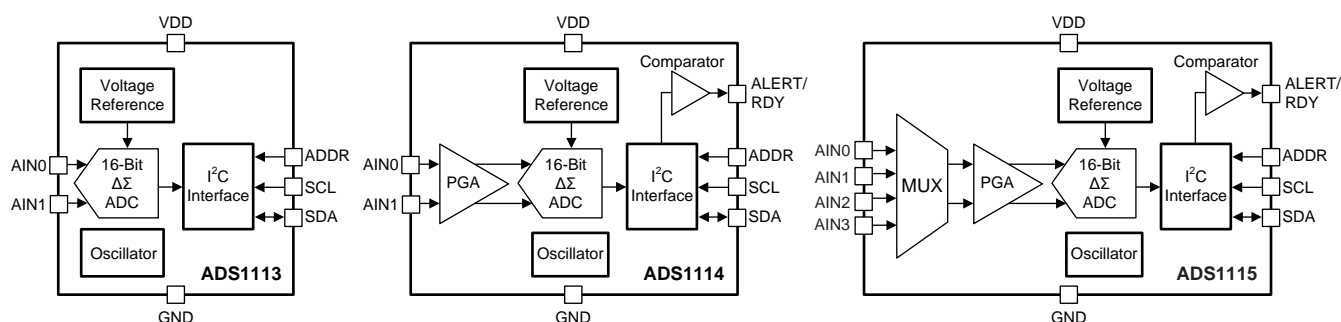 VDD
Voltage
Reference
AIN0
AIN1
16-Bit
ΔΣ
ADC
I²C
Interface
ADDR
SCL
SDA
Oscillator
ADS1113
GND
VDD
Comparator
Voltage
Reference
ALERT/
RDY
AIN0
AIN1
PGA
16-Bit
ΔΣ
ADC
I²C
Interface
ADDR
SCL
SDA
Oscillator
ADS1114
GND
VDD
Comparator
Voltage
Reference
ALERT/
RDY
AIN0
AIN1
AIN2
AIN3
MUX
PGA
16-Bit
ΔΣ
ADC
I²C
Interface
ADDR
SCL
SDA
Oscillator
ADS1115
GND